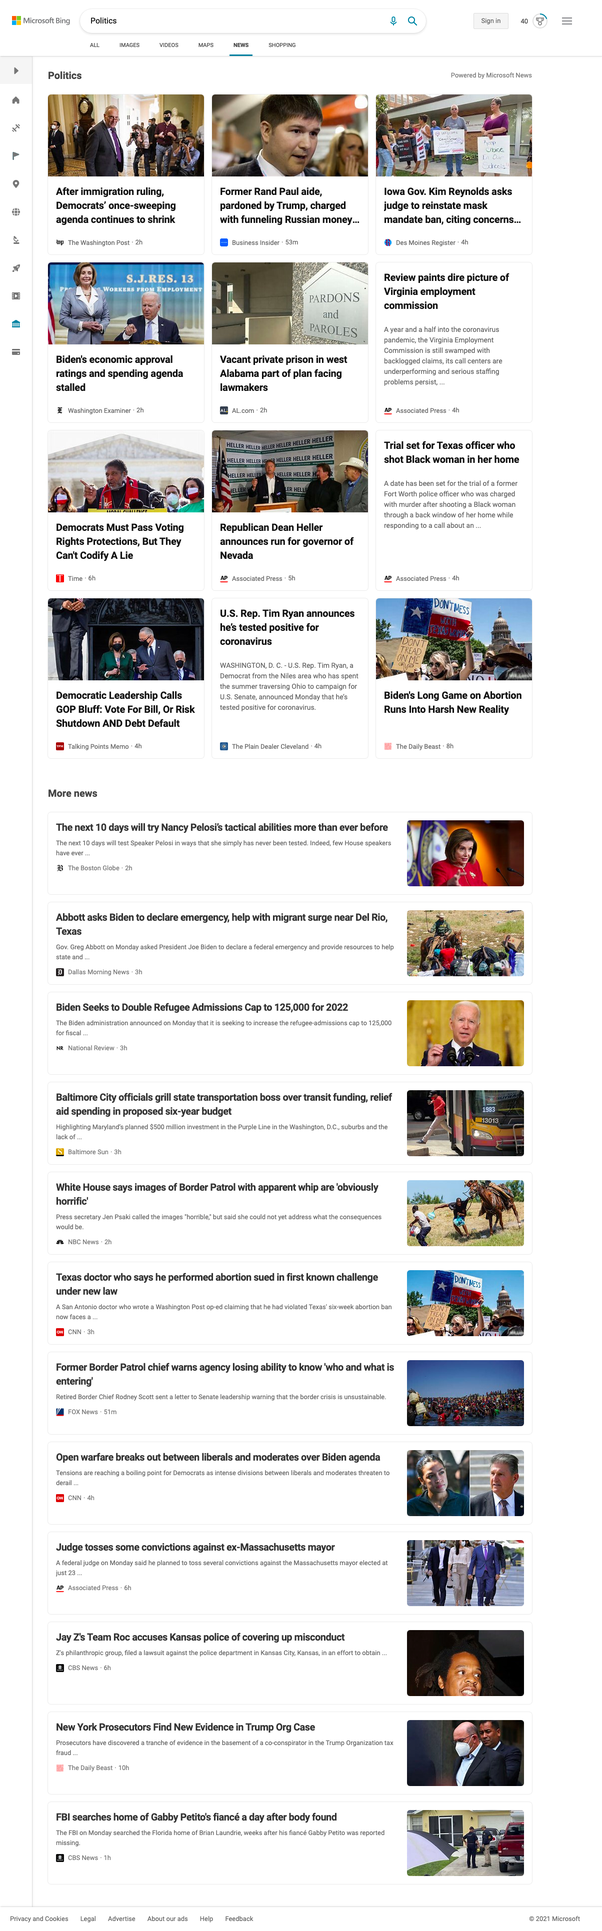 Microsoft Bing
Politics
Sign in
40
ALL IMAGES VIDEOS MAPS NEWS SHOPPING
Politics
Powered by Microsoft News
After immigration ruling,
Democrats' once-sweeping
agenda continues to shrink
The Washington Post · 2h
Former Rand Paul aide,
pardoned by Trump, charged
with funneling Russian money...
Business Insider · 53m
Iowa Gov. Kim Reynolds asks
judge to reinstate mask
mandate ban, citing concerns...
Des Moines Register · 4h
S.J.RES. 13
WORKERS FROM EMPLOYMENT
Biden's economic approval
ratings and spending agenda
stalled
Washington Examiner · 2h
PARDONS
and
PAROLES
Vacant private prison in west
Alabama part of plan facing
lawmakers
AL.com · 2h
Review paints dire picture of
Virginia employment
commission
A year and a half into the coronavirus
pandemic, the Virginia Employment
Commission is still swamped with
backlogged claims, its call centers are
underperforming and serious staffing
problems persist, ...
AP Associated Press · 4h
Democrats Must Pass Voting
Rights Protections, But They
Can't Codify A Lie
Time · 6h
HELLER HELLER HELLER
Republican Dean Heller
announces run for governor of
Nevada
AP Associated Press · 5h
Trial set for Texas officer who
shot Black woman in her home
A date has been set for the trial of a former
Fort Worth police officer who was charged
with murder after shooting a Black woman
through a back window of her home while
responding to a call about an ...
AP Associated Press · 4h
Democratic Leadership Calls
GOP Bluff: Vote For Bill, Or Risk
Shutdown AND Debt Default
Talking Points Memo · 4h
U.S. Rep. Tim Ryan announces
he's tested positive for
coronavirus
WASHINGTON, D. C. - U.S. Rep. Tim Ryan, a
Democrat from the Niles area who has spent
the summer traversing Ohio to campaign for
U.S. Senate, announced Monday that he's
tested positive for coronavirus.
The Plain Dealer Cleveland · 4h
DON'T MESS
Biden's Long Game on Abortion
Runs Into Harsh New Reality
The Daily Beast · 8h
More news
The next 10 days will try Nancy Pelosi's tactical abilities more than ever before
The next 10 days will test Speaker Pelosi in ways that she simply has never been tested. Indeed, few House speakers
have ever ...
The Boston Globe · 2h
Abbott asks Biden to declare emergency, help with migrant surge near Del Rio,
Texas
Gov. Greg Abbott on Monday asked President Joe Biden to declare a federal emergency and provide resources to help
state and ...
Dallas Morning News · 3h
Biden Seeks to Double Refugee Admissions Cap to 125,000 for 2022
The Biden administration announced on Monday that it is seeking to increase the refugee-admissions cap to 125,000
for fiscal ...
NR National Review · 3h
Baltimore City officials grill state transportation boss over transit funding, relief
aid spending in proposed six-year budget
Highlighting Maryland's planned $500 million investment in the Purple Line in the Washington, D.C., suburbs and the
lack of ...
Baltimore Sun · 3h
1983
13013
White House says images of Border Patrol with apparent whip are 'obviously
horrific'
Press secretary Jen Psaki called the images "horrible," but said she could not yet address what the consequences
would be.
NBC News · 2h
Texas doctor who says he performed abortion sued in first known challenge
under new law
A San Antonio doctor who wrote a Washington Post op-ed claiming that he had violated Texas' six-week abortion ban
now faces a ...
CNN · 3h
DON'T MESS
Former Border Patrol chief warns agency losing ability to know 'who and what is
entering'
Retired Border Chief Rodney Scott sent a letter to Senate leadership warning that the border crisis is unsustainable.
FOX News · 51m
Open warfare breaks out between liberals and moderates over Biden agenda
Tensions are reaching a boiling point for Democrats as intense divisions between liberals and moderates threaten to
derail ...
CNN · 4h
Judge tosses some convictions against ex-Massachusetts mayor
A federal judge on Monday said he planned to toss several convictions against the Massachusetts mayor elected at
just 23 ...
AP Associated Press · 6h
Jay Z's Team Roc accuses Kansas police of covering up misconduct
Z's philanthropic group, filed a lawsuit against the police department in Kansas City, Kansas, in an effort to obtain ...
CBS News · 6h
New York Prosecutors Find New Evidence in Trump Org Case
Prosecutors have discovered a tranche of evidence in the basement of a co-conspirator in the Trump Organization tax
fraud ...
The Daily Beast · 10h
FBI searches home of Gabby Petito's fiancé a day after body found
The FBI on Monday searched the Florida home of Brian Laundrie, weeks after his fiancé Gabby Petito was reported
missing.
CBS News · 1h
Privacy and Cookies Legal Advertise About our ads Help Feedback
© 2021 Microsoft